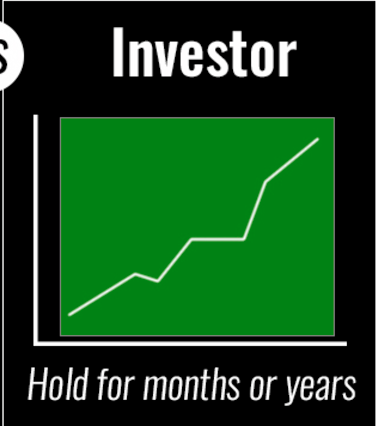 s
Investor
Hold for months or years